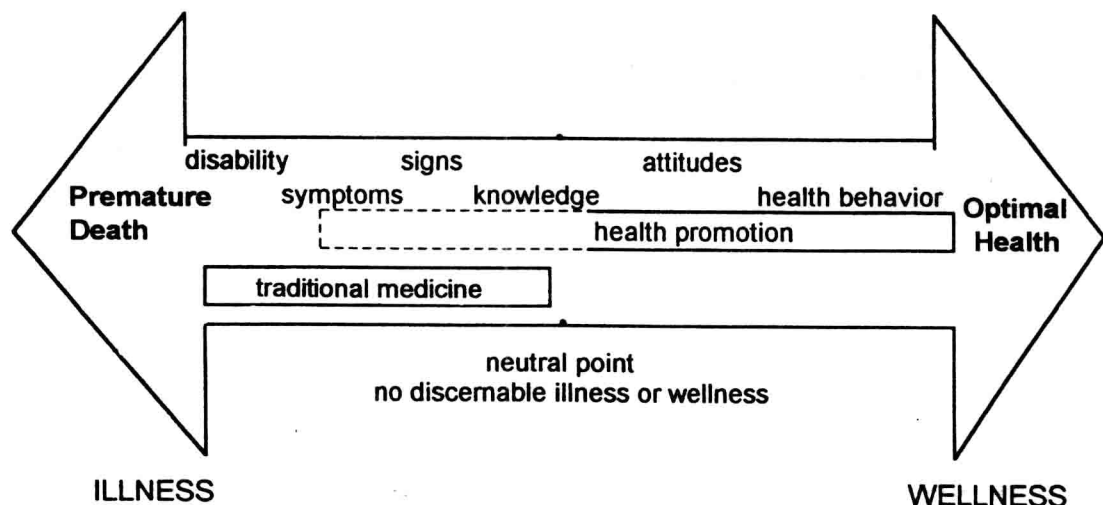 disability signs attitudes
Premature Death
symptoms knowledge health behavior
Optimal Health
health promotion
traditional medicine
neutral point
no discernable illness or wellness
ILLNESS WELLNESS